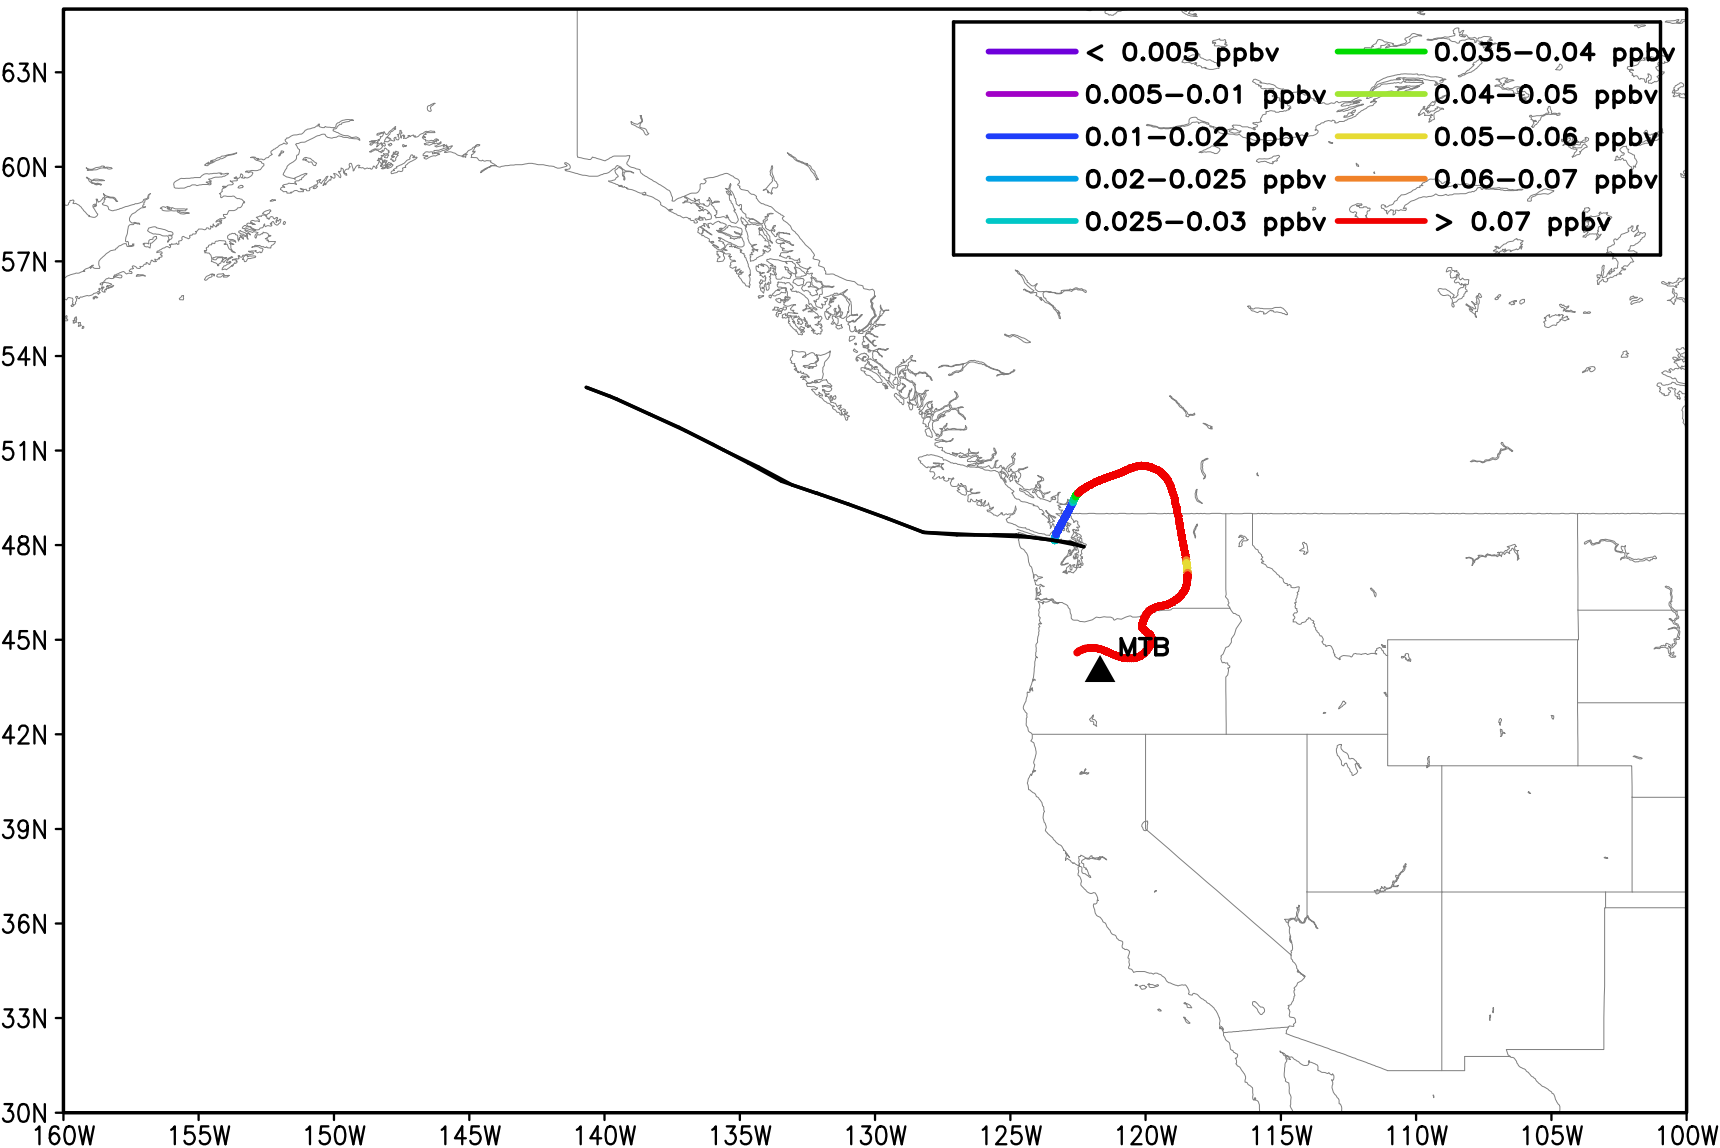 < 0.005 ppbv 0.035-0.04 ppbv
63N
0.005-0.01 ppbv 0.04-0.05 ppbv
0.01-0.02 ppbv 0.05-0.06 ppbv
60N
0.02-0.025 ppbv 0.06-0.07 ppbv
0.025-0.03 ppbv > 0.07 ppbv
57N
54N
51N
48N
45N
MTB
42N
39N
36N
33N
30N
160W 155W 150W 145W 140W 135W 130W 125W 120W 115W 110W 105W 100W